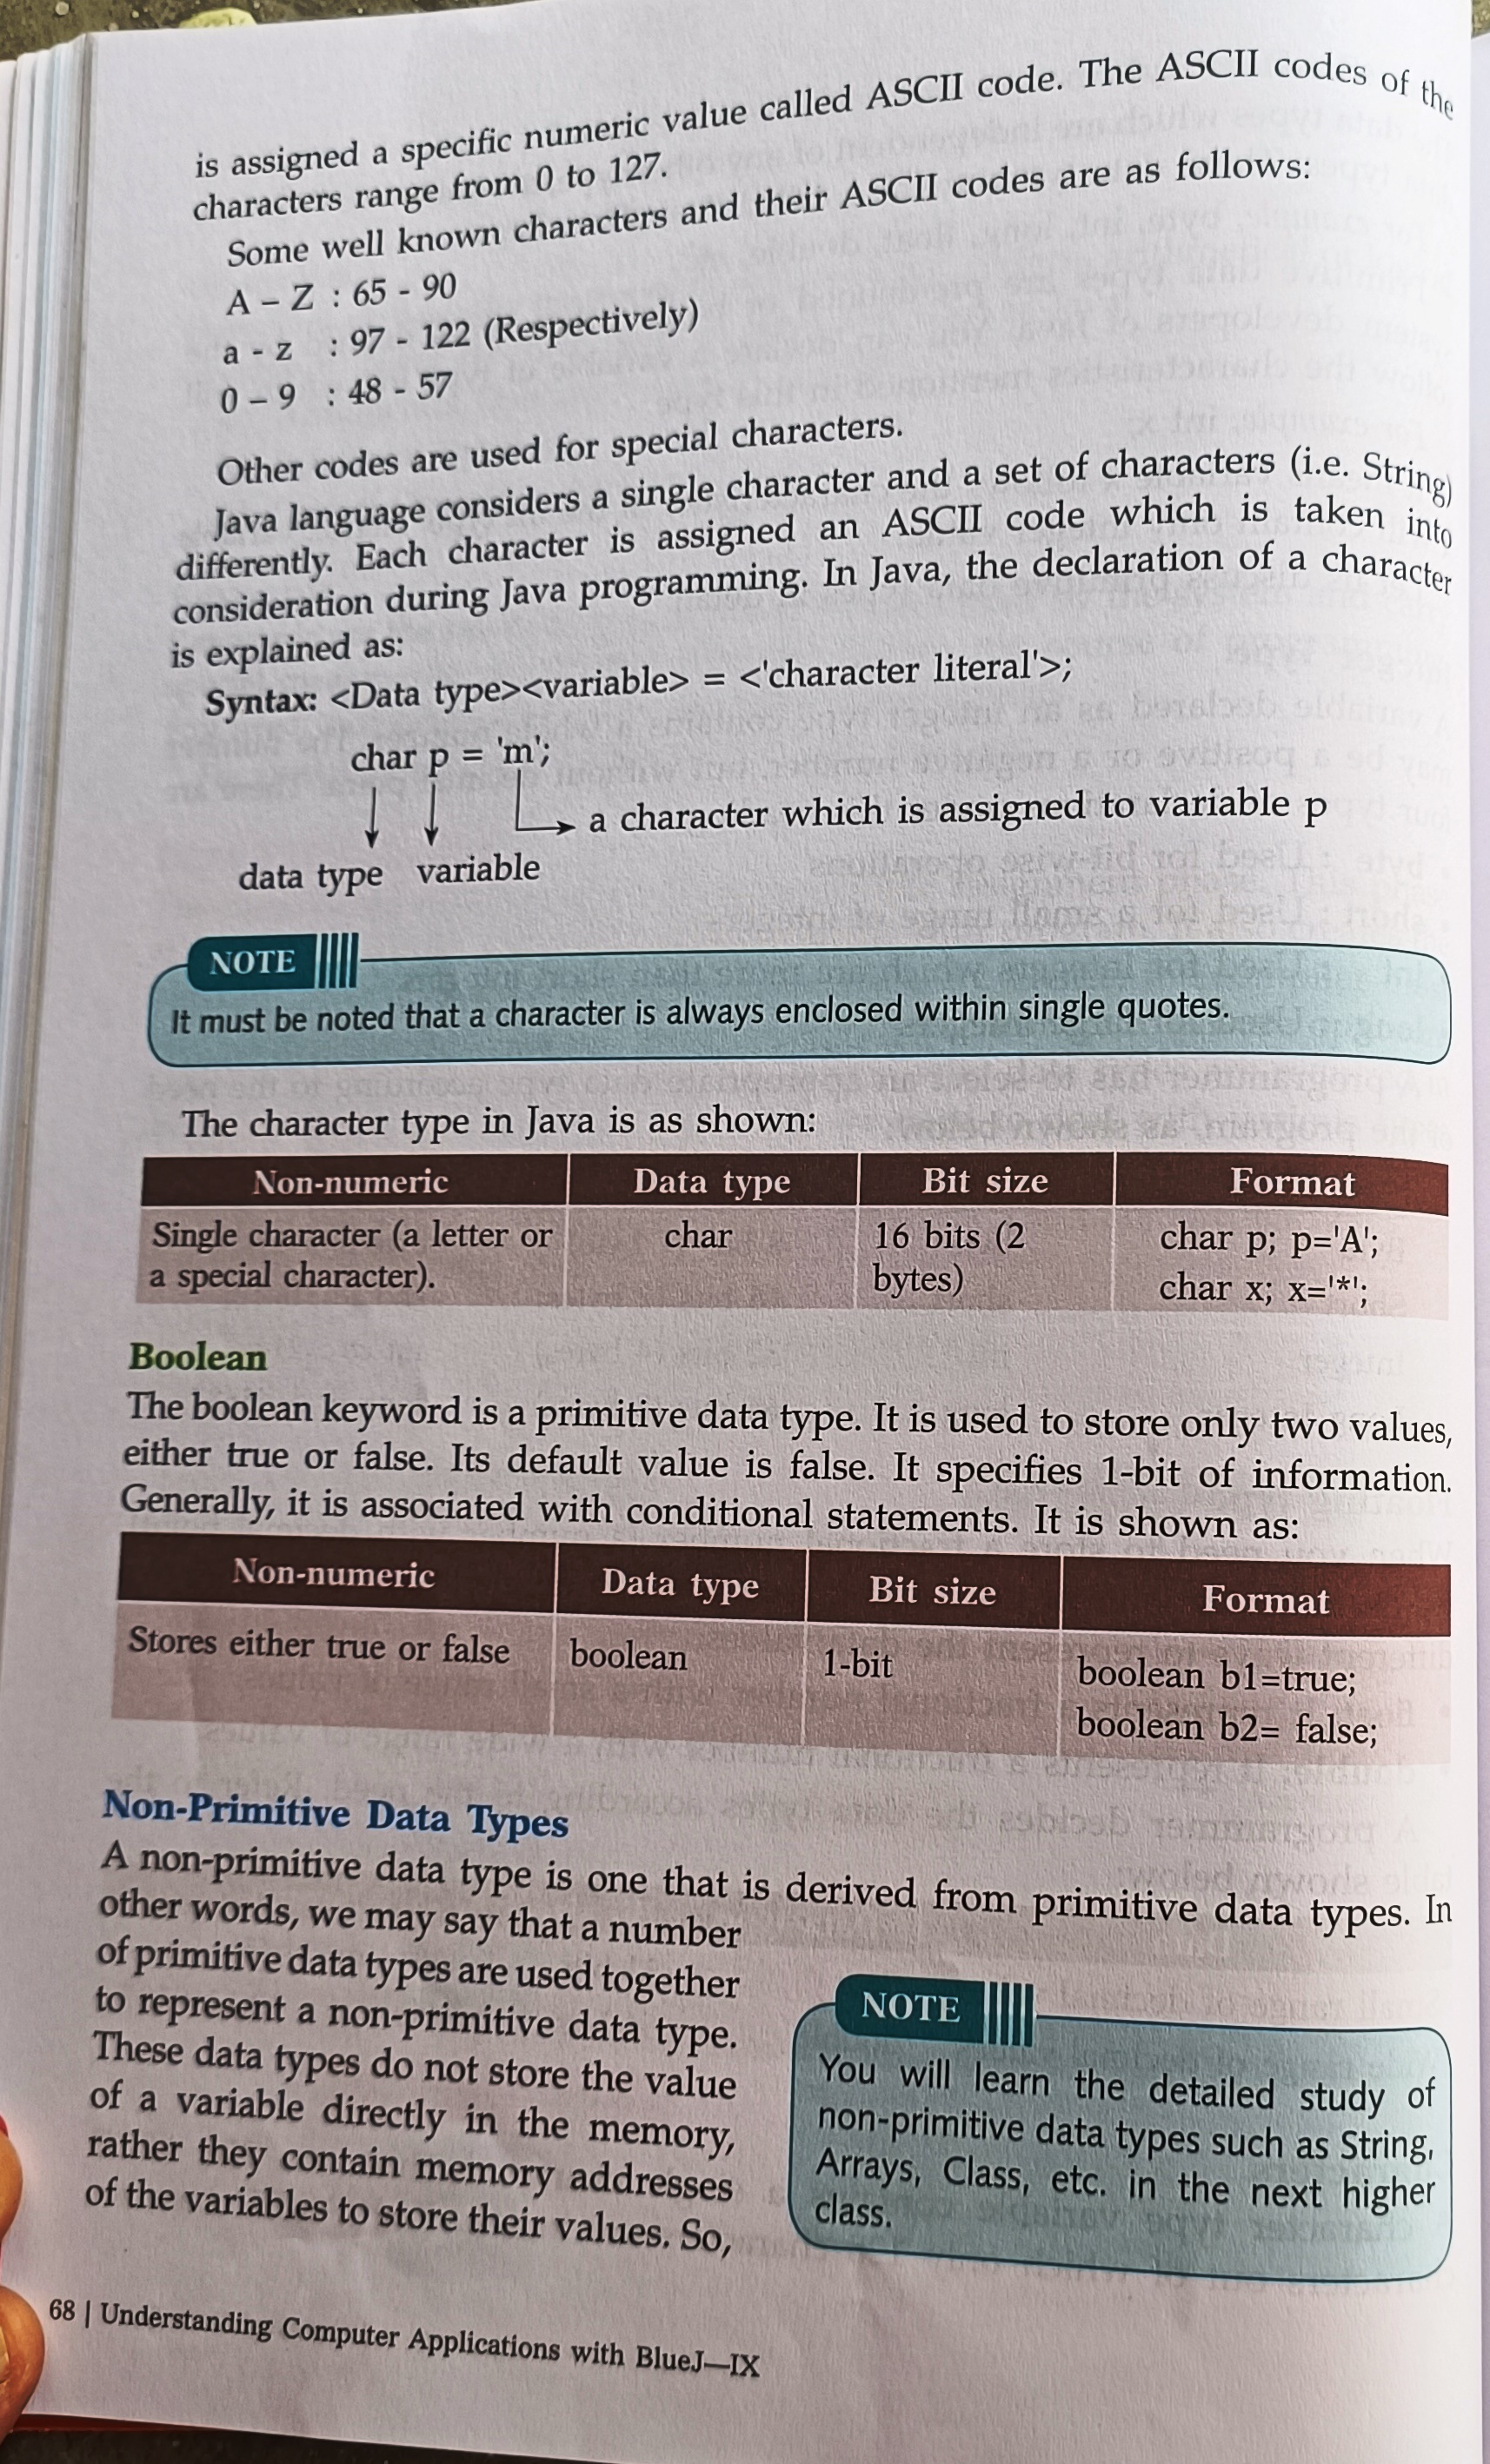 is assigned a specific numeric value called ASCII code. The ASCII codes of the
characters range from 0 to 127.
Some well known characters and their ASCII codes are as follows:
A – Z : 65 - 90
a - z : 97 - 122 (Respectively)
0 – 9 : 48 - 57
Other codes are used for special characters.
Java language considers a single character and a set of characters (i.e. String)
differently. Each character is assigned an ASCII code which is taken into
consideration during Java programming. In Java, the declaration of a character
is explained as:
Syntax: <Data type><variable> = <'character literal'>;
char p = 'm';
a character which is assigned to variable p
data type variable
NOTE
It must be noted that a character is always enclosed within single quotes.
The character type in Java is as shown:
Non-numeric Data type Bit size Format
Single character (a letter or char 16 bits (2 char p; p='A';
a special character). bytes) char x; x='*';
Boolean
The boolean keyword is a primitive data type. It is used to store only two values,
either true or false. Its default value is false. It specifies 1-bit of information.
Generally, it is associated with conditional statements. It is shown as:
Non-numeric Data type Bit size Format
Stores either true or false boolean 1-bit boolean b1=true;
boolean b2= false;
Non-Primitive Data Types
A non-primitive data type is one that is derived from primitive data types. In
other words, we may say that a number
of primitive data types are used together
to represent a non-primitive data type.
These data types do not store the value
of a variable directly in the memory,
rather they contain memory addresses
of the variables to store their values. So,
NOTE
You will learn the detailed study of
non-primitive data types such as String,
Arrays, Class, etc. in the next higher
class.
68 | Understanding Computer Applications with BlueJ—IX